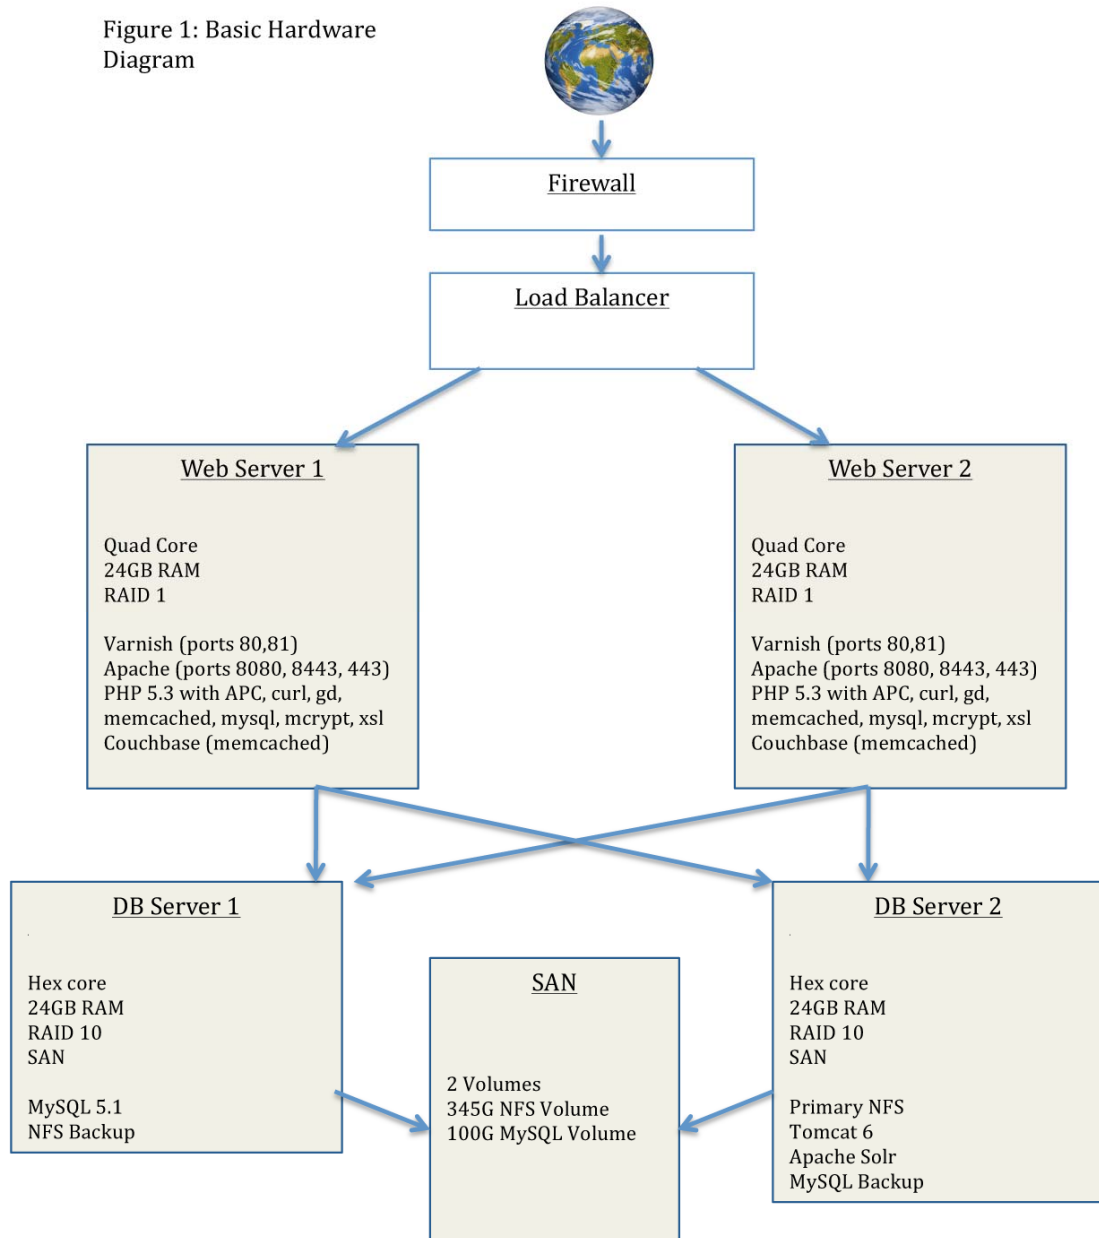 Figure 1: Basic Hardware
Diagram
Firewall
Load Balancer
Web Server 1
Quad Core
24GB RAM
RAID 1
Varnish (ports 80,81)
Apache (ports 8080, 8443, 443)
PHP 5.3 with APC, curl, gd,
memcached, mysql, mcrypt, xsl
Couchbase (memcached)
Web Server 2
Quad Core
24GB RAM
RAID 1
Varnish (ports 80,81)
Apache (ports 8080, 8443, 443)
PHP 5.3 with APC, curl, gd,
memcached, mysql, mcrypt, xsl
Couchbase (memcached)
DB Server 1
Hex core
24GB RAM
RAID 10
SAN
MySQL 5.1
NFS Backup
SAN
2 Volumes
345G NFS Volume
100G MySQL Volume
DB Server 2
Hex core
24GB RAM
RAID 10
SAN
Primary NFS
Tomcat 6
Apache Solr
MySQL Backup